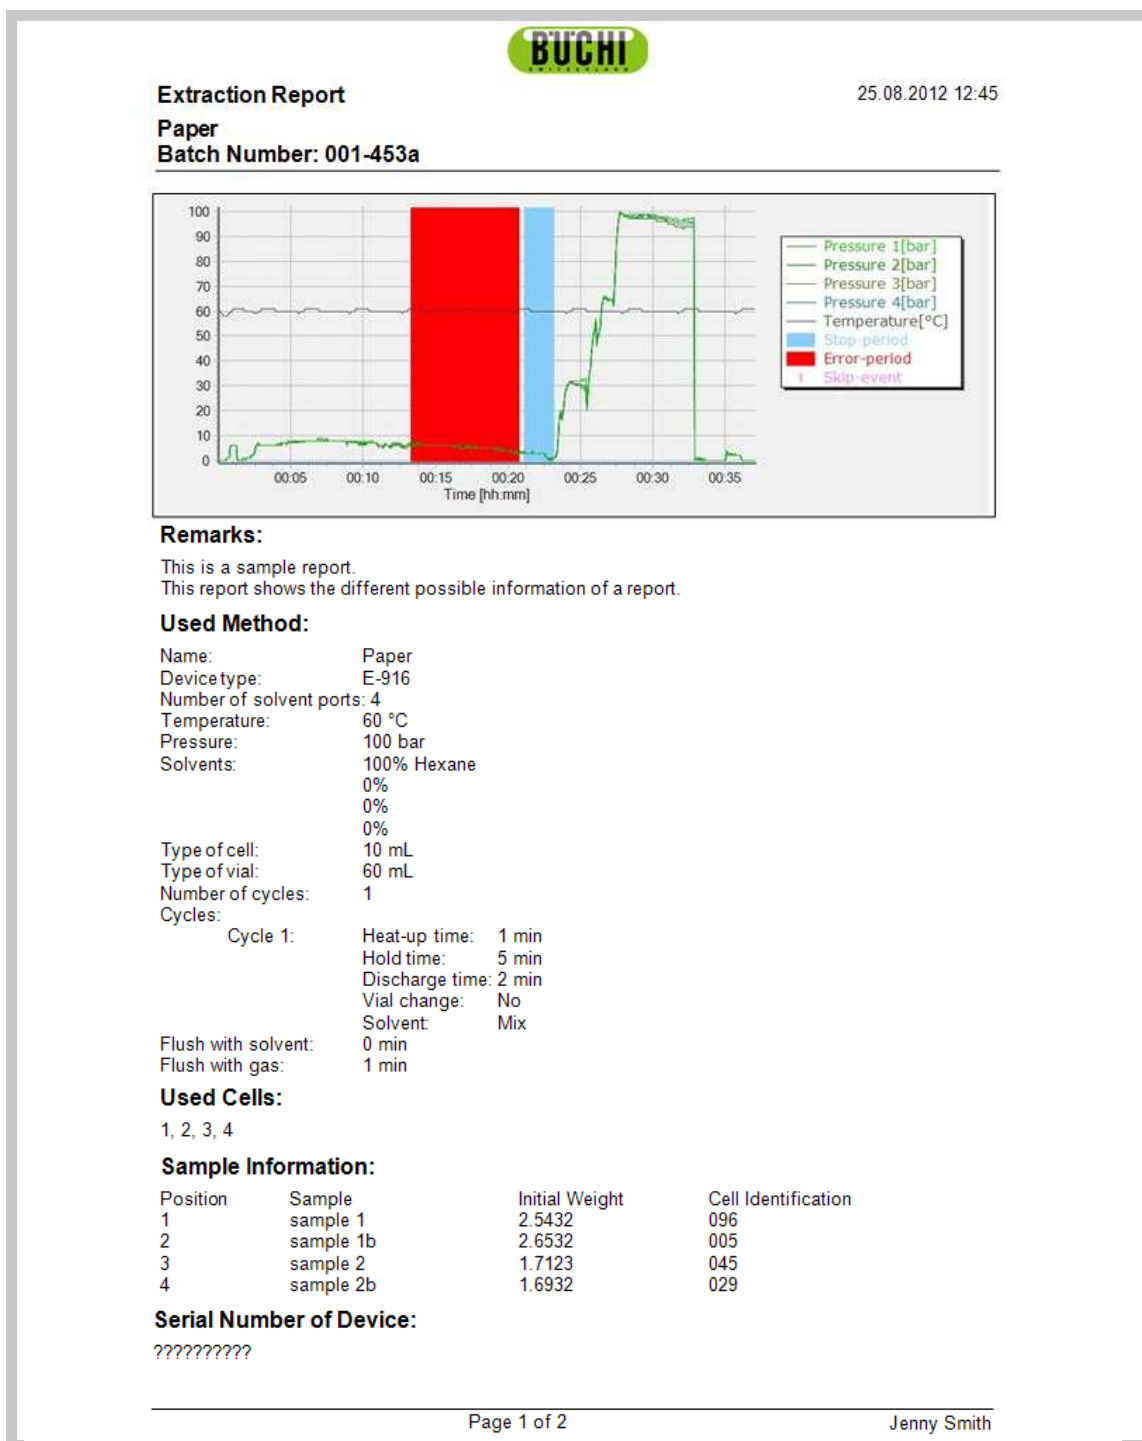 BÜCHI
SWITZERLAND
Extraction Report 25.08.2012 12:45
Paper
Batch Number: 001-453a
100
90
80
70
60
50
40
30
20
10
0
00:05 00:10 00:15 00:20 00:25 00:30 00:35
Time [hh:mm]
Pressure 1[bar]
Pressure 2[bar]
Pressure 3[bar]
Pressure 4[bar]
Temperature[°C]
Stop-period
Error-period
Skip-event
Remarks:
This is a sample report.
This report shows the different possible information of a report.
Used Method:
Name: Paper
Device type: E-916
Number of solvent ports: 4
Temperature: 60 °C
Pressure: 100 bar
Solvents: 100% Hexane
0%
0%
0%
Type of cell: 10 mL
Type of vial: 60 mL
Number of cycles: 1
Cycles:
Cycle 1: Heat-up time: 1 min
Hold time: 5 min
Discharge time: 2 min
Vial change: No
Solvent: Mix
Flush with solvent: 0 min
Flush with gas: 1 min
Used Cells:
1, 2, 3, 4
Sample Information:
Position Sample Initial Weight Cell Identification
1 sample 1 2.5432 096
2 sample 1b 2.6532 005
3 sample 2 1.7123 045
4 sample 2b 1.6932 029
Serial Number of Device:
??????????
Page 1 of 2 Jenny Smith